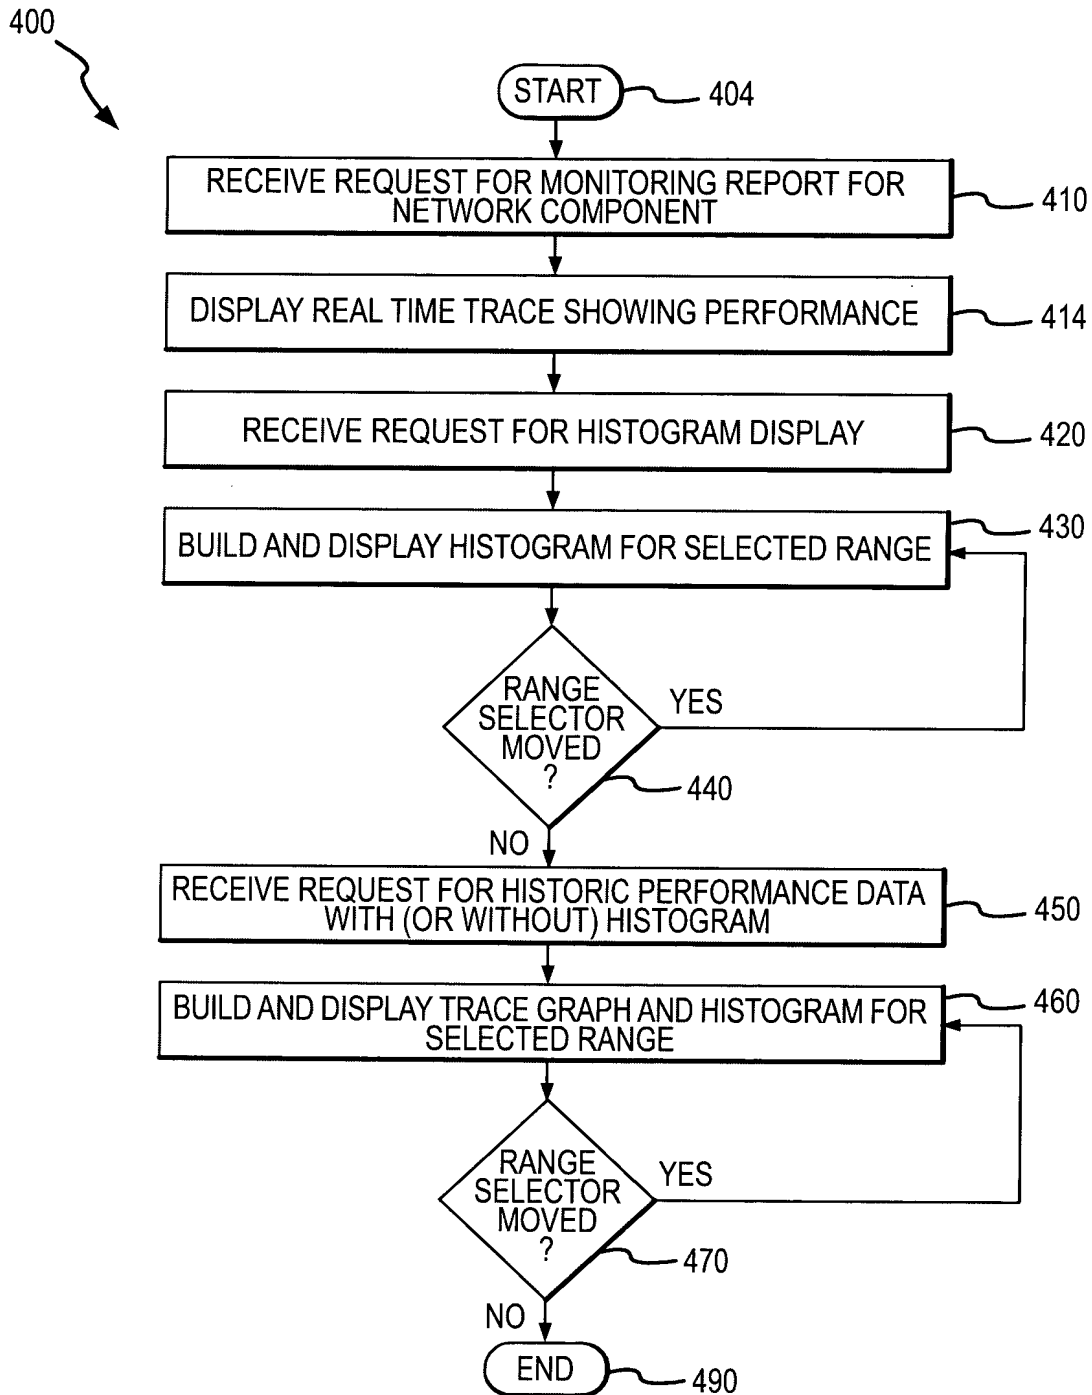 400
START
404
RECEIVE REQUEST FOR MONITORING REPORT FOR
NETWORK COMPONENT
410
DISPLAY REAL TIME TRACE SHOWING PERFORMANCE
414
RECEIVE REQUEST FOR HISTOGRAM DISPLAY
420
430
BUILD AND DISPLAY HISTOGRAM FOR SELECTED RANGE
RANGE
SELECTOR
MOVED
?
YES
440
NO
RECEIVE REQUEST FOR HISTORIC PERFORMANCE DATA
WITH (OR WITHOUT) HISTOGRAM
450
BUILD AND DISPLAY TRACE GRAPH AND HISTOGRAM FOR
SELECTED RANGE
460
RANGE
SELECTOR
MOVED
?
YES
470
NO
END
490